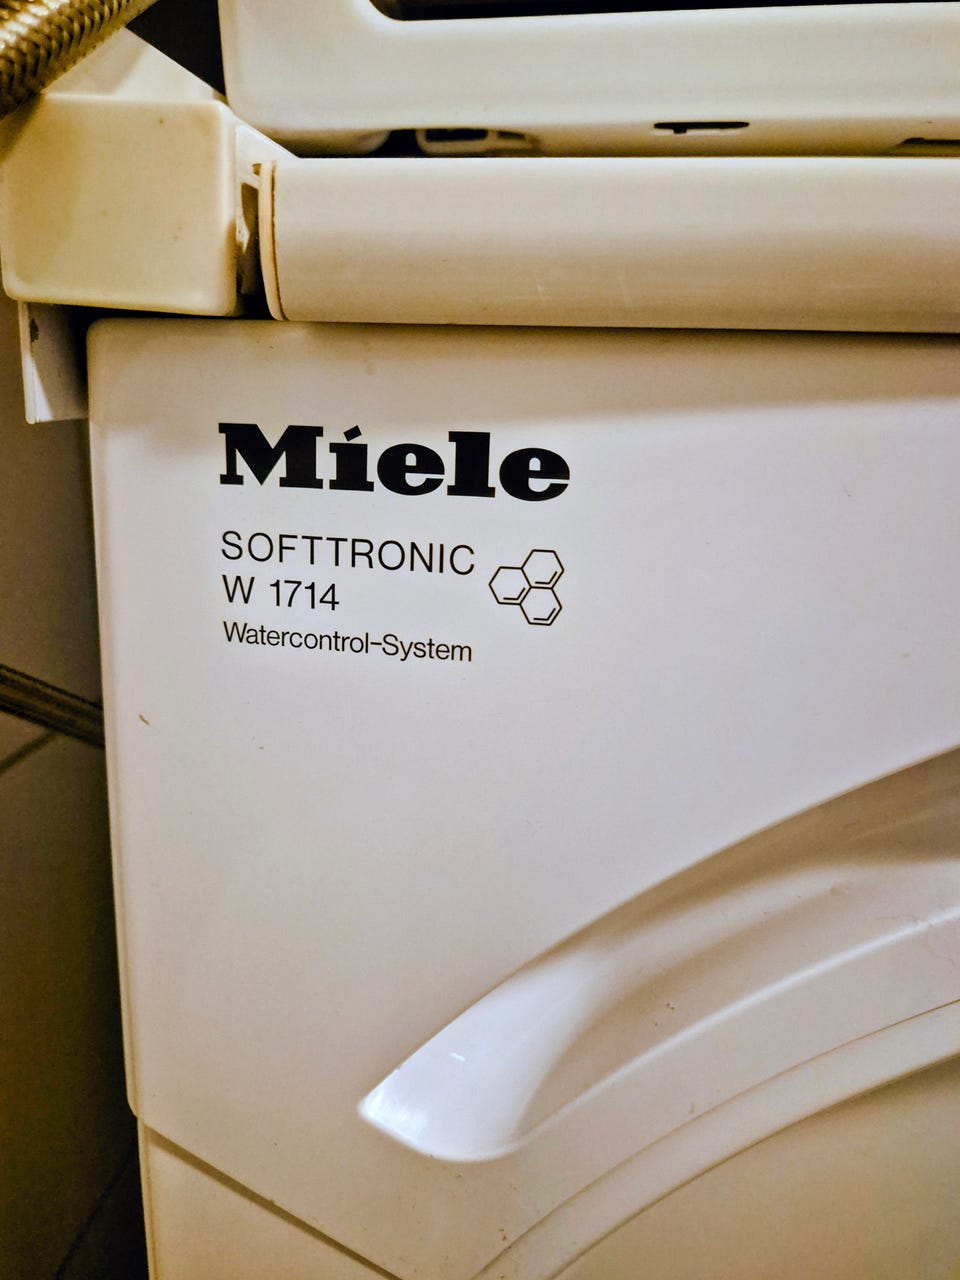 Miele
SOFTTRONIC
W 1714
Watercontrol-System